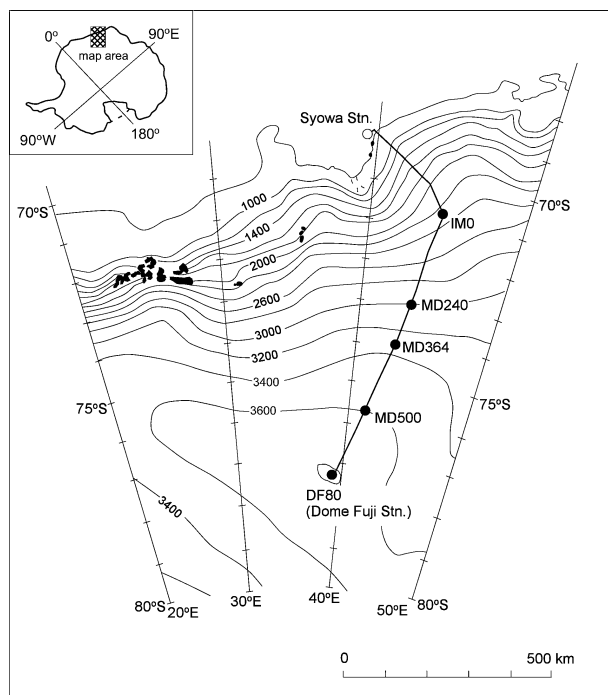 0º
90ºE
map area
90ºW
180º
Syowa Stn.
70ºS
70ºS
1000
IM0
1400
2000
2600
MD240
3000
3200
MD364
3400
75ºS
75ºS
3600
MD500
DF80
(Dome Fuji Stn.)
3400
80ºS
20ºE
30ºE
40ºE
50ºE
80ºS
0
500 km